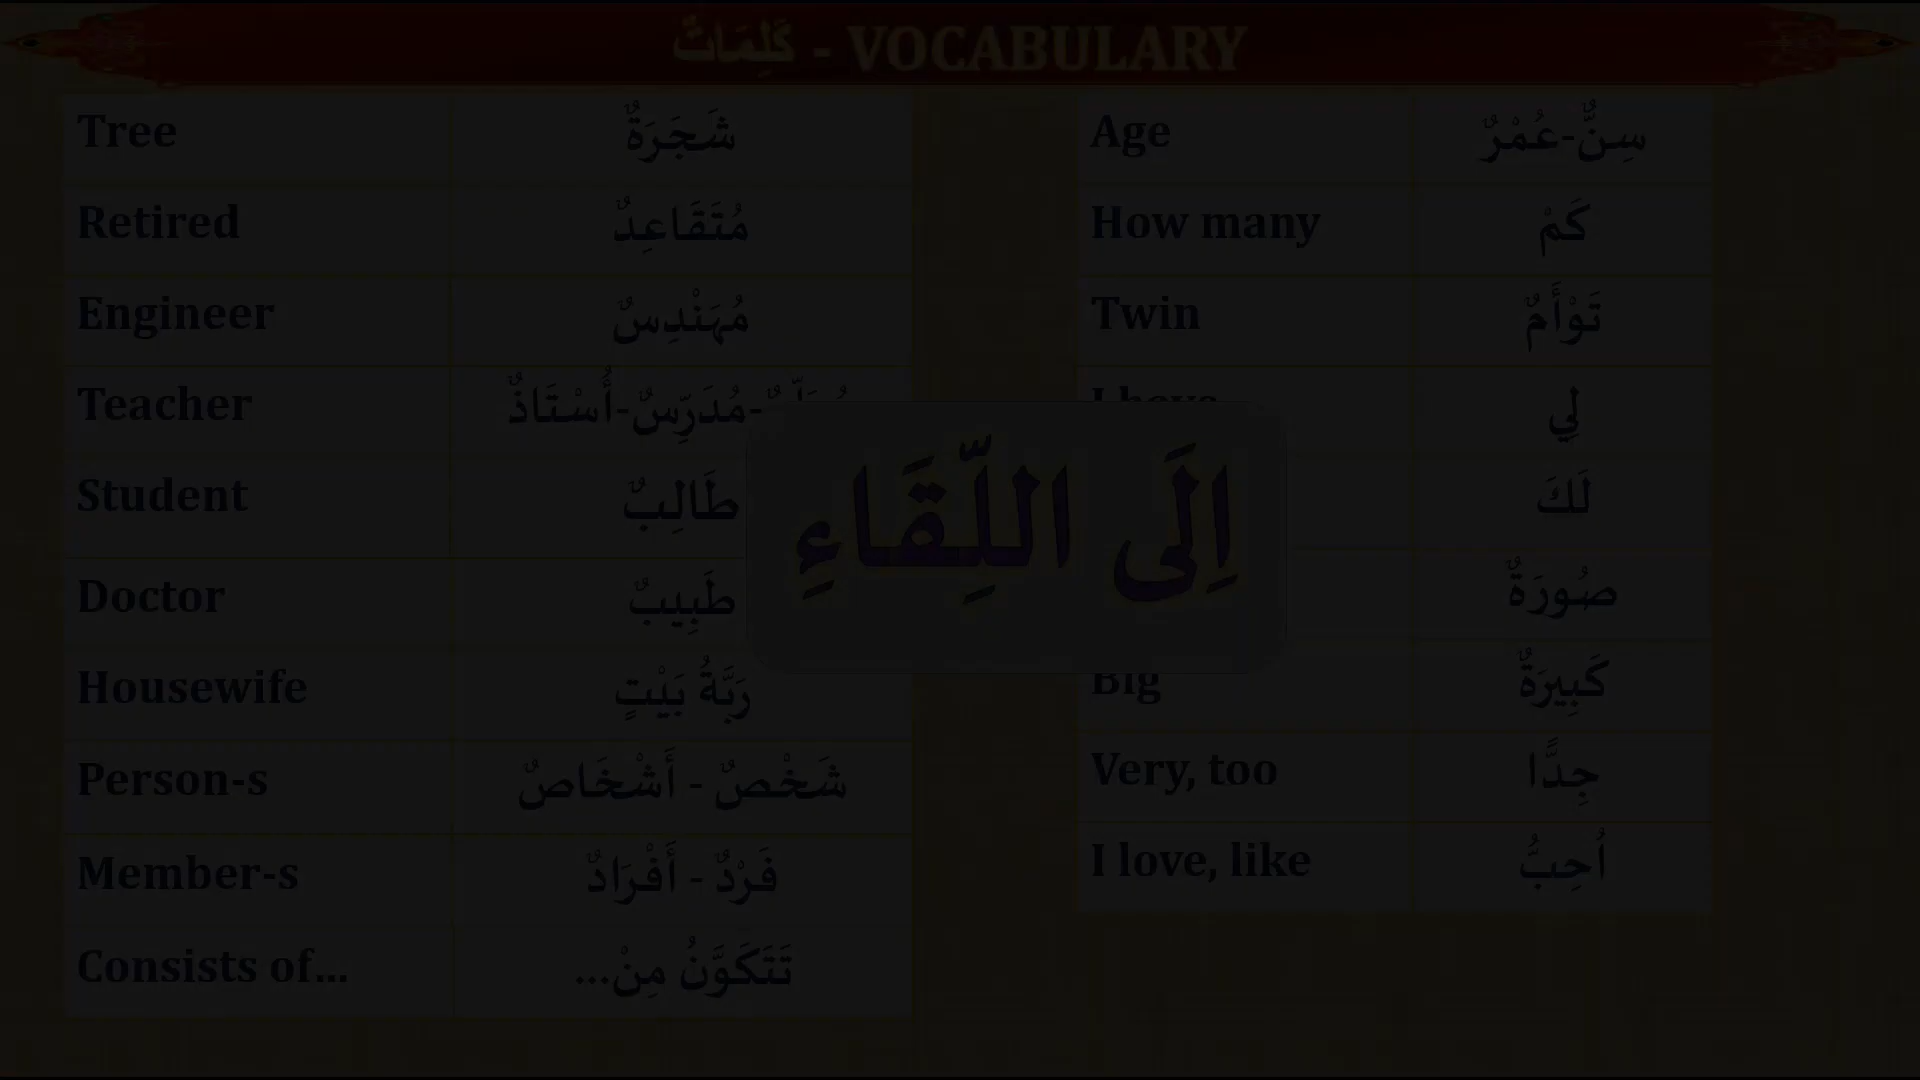 كَلِمَاتٌ - VOCABULARY
Tree شَجَرَةٌ
Retired مُتَقَاعِدٌ
Engineer مُهَنْدِسٌ
Teacher مُدَرِّسٌ-أُسْتَاذٌ
Student طَالِبٌ
Doctor طَبِيبٌ
Housewife رَبَّةُ بَيْتٍ
Person-s شَخْصٌ - أَشْخَاصٌ
Member-s فَرْدٌ - أَفْرَادٌ
Consists of... تَتَكَوَّنُ مِنْ...
Age سِنٌّ-عُمْرٌ
How many كَمْ
Twin تَوْأَمٌ
I have لِي
لَكَ
صُورَةٌ
Big كَبِيرَةٌ
Very, too جِدًّا
I love, like أُحِبُّ
اِلَى اللِّقَاءِ